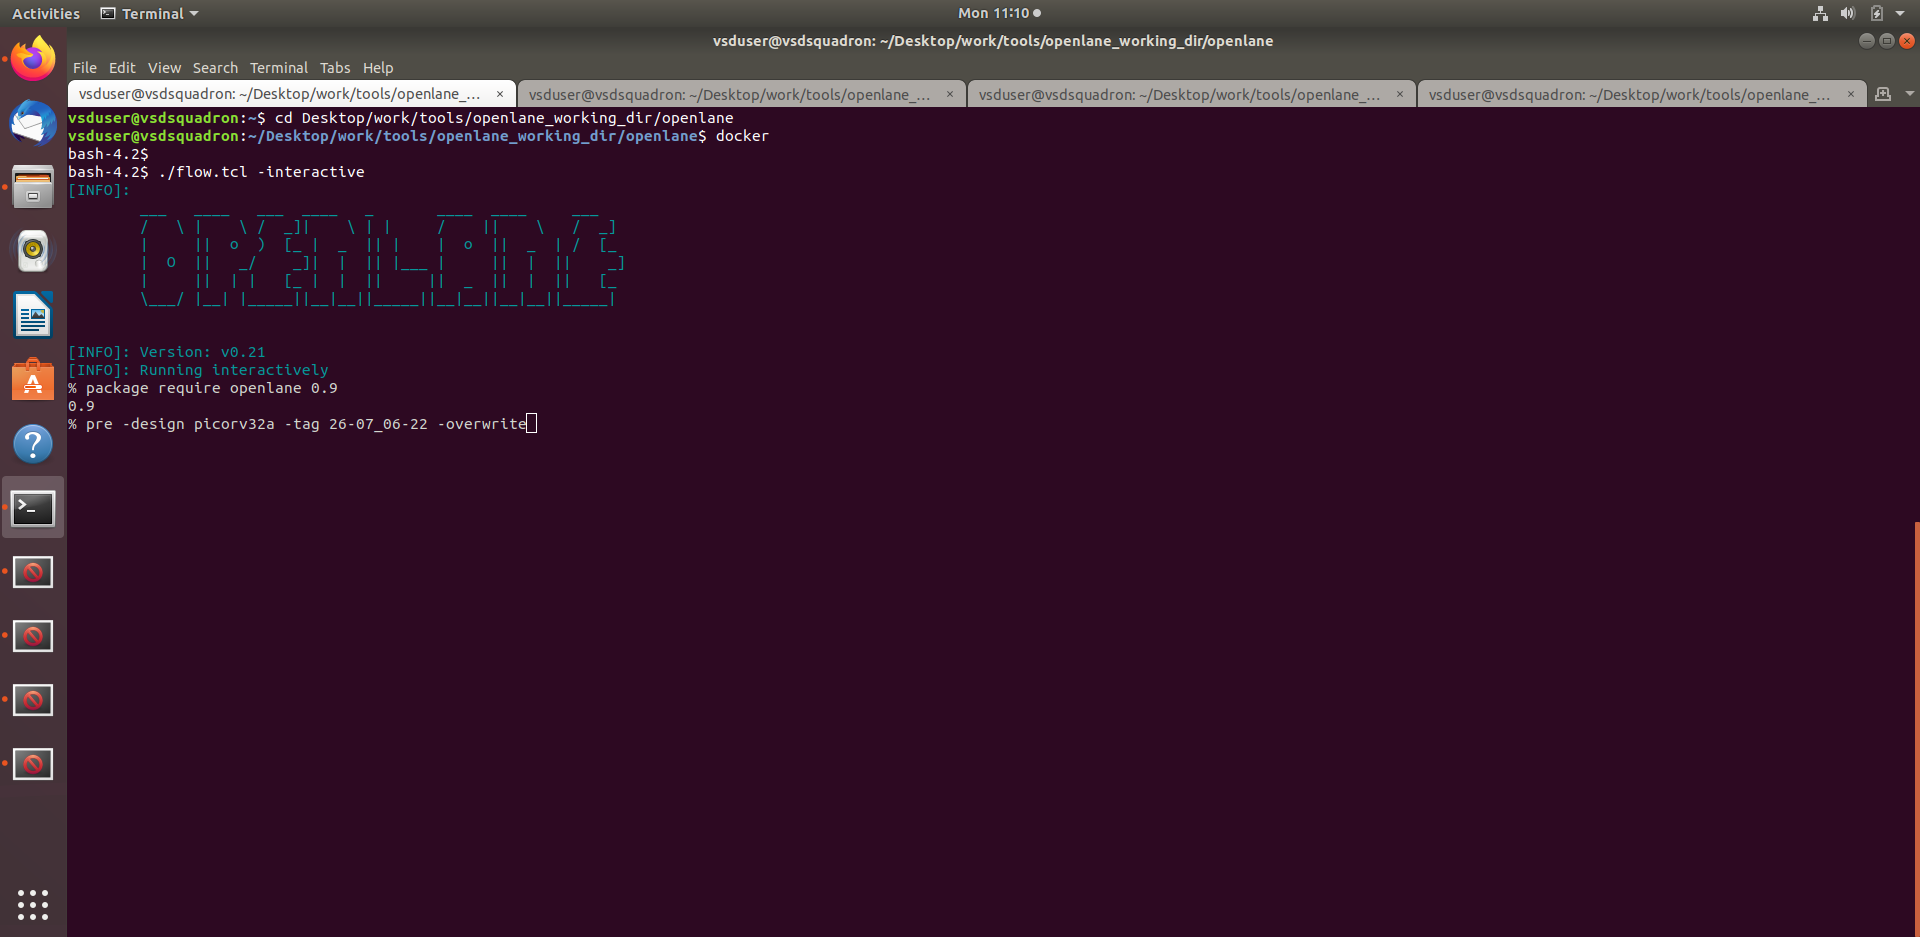 Activities Terminal Mon 11:10
vsduser@vsdsquadron: ~/Desktop/work/tools/openlane_working_dir/openlane
File Edit View Search Terminal Tabs Help
vsduser@vsdsquadron: ~/Desktop/work/tools/openlane_... × vsduser@vsdsquadron: ~/Desktop/work/tools/openlane_... × vsduser@vsdsquadron: ~/Desktop/work/tools/openlane_... × vsduser@vsdsquadron: ~/Desktop/work/tools/openlane_... ×
vsduser@vsdsquadron:~$ cd Desktop/work/tools/openlane_working_dir/openlane
vsduser@vsdsquadron:~/Desktop/work/tools/openlane_working_dir/openlane$ docker
bash-4.2$
bash-4.2$ ./flow.tcl -interactive
[INFO]:
OPENLANE
[INFO]: Version: v0.21
[INFO]: Running interactively
% package require openlane 0.9
0.9
% pre -design picorv32a -tag 26-07_06-22 -overwrite